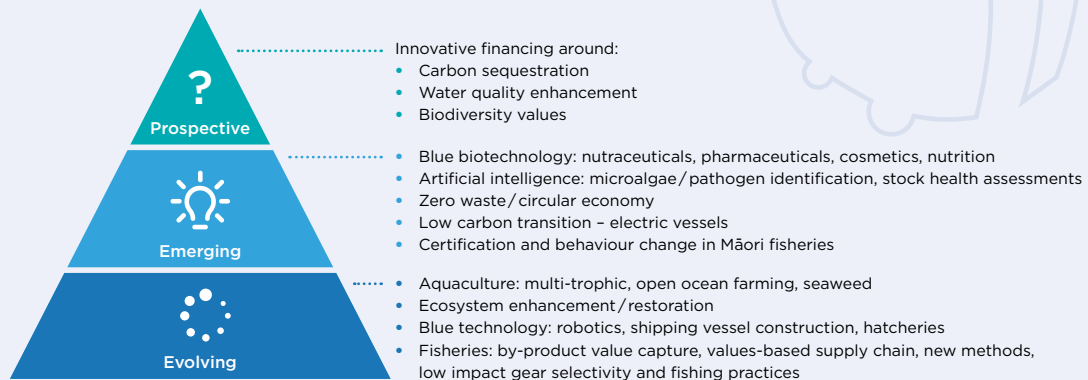 Innovative financing around:
• Carbon sequestration
• Water quality enhancement
• Biodiversity values
?
Prospective
• Blue biotechnology: nutraceuticals, pharmaceuticals, cosmetics, nutrition
• Artificial intelligence: microalgae/pathogen identification, stock health assessments
• Zero waste/circular economy
• Low carbon transition – electric vessels
• Certification and behaviour change in Māori fisheries
Emerging
• Aquaculture: multi-trophic, open ocean farming, seaweed
• Ecosystem enhancement/restoration
• Blue technology: robotics, shipping vessel construction, hatcheries
• Fisheries: by-product value capture, values-based supply chain, new methods,
low impact gear selectivity and fishing practices
Evolving